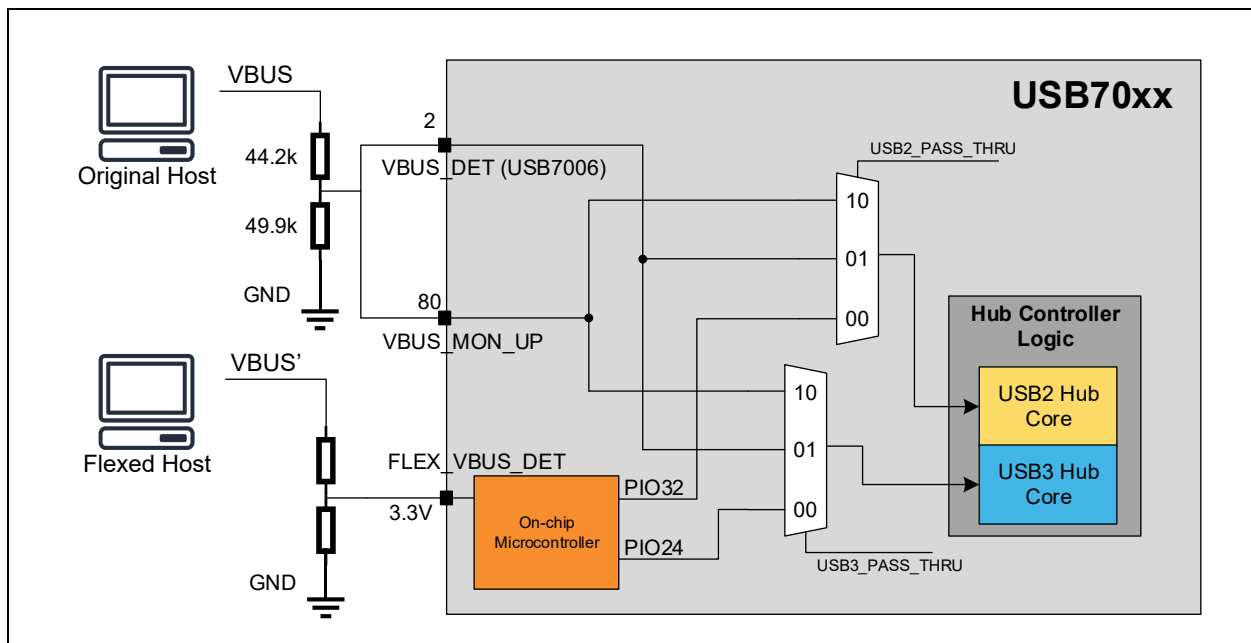 USB70xx
VBUS
2
44.2k
VBUS_DET (USB7006)
USB2_PASS_THRU
Original Host
49.9k
10
01
00
GND
80
VBUS_MON_UP
Hub Controller
Logic
VBUS’
10
USB2 Hub
Core
Flexed Host
FLEX_VBUS_DET
01
USB3 Hub
Core
3.3V
On-chip
Microcontroller
PIO32
00
PIO24
USB3_PASS_THRU
GND